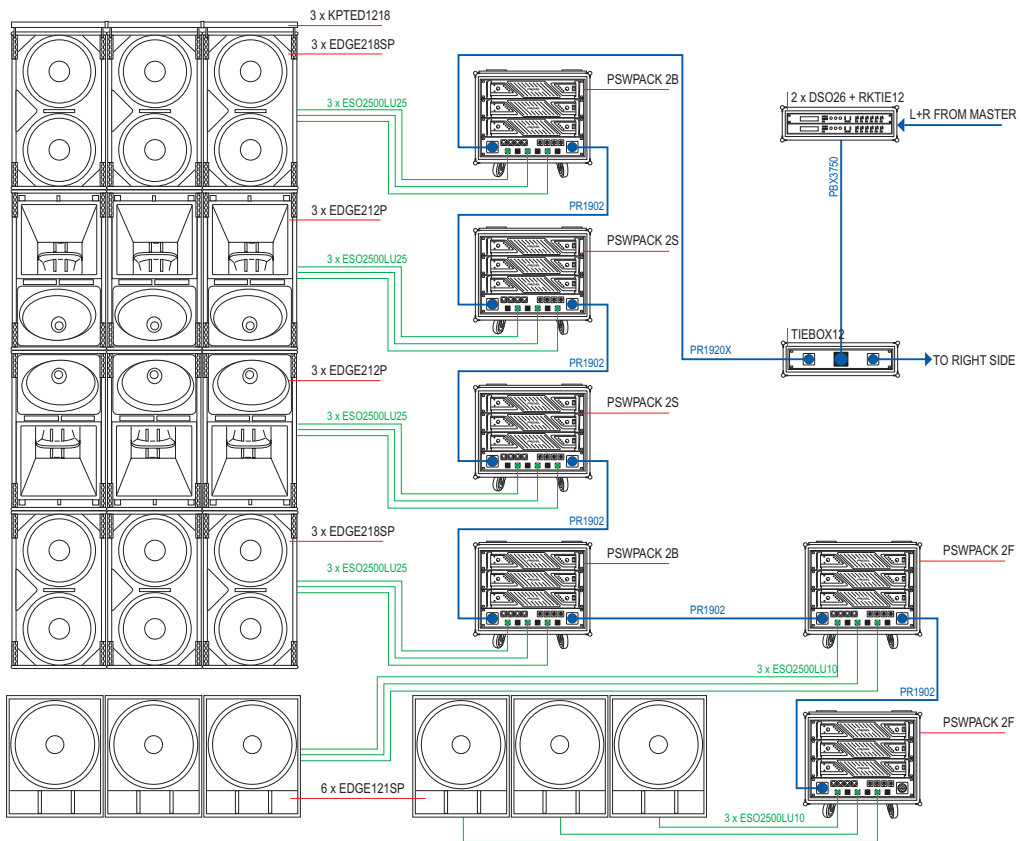 3 x KPTED1218
3 x EDGE218SP
PSWPACK 2B
2 x DSO26 + RKTIE12
3 x ESO2500LU25
L+R FROM MASTER
PBX3750
PR1902
3 x EDGE212P
PSWPACK 2S
3 x ESO2500LU25
TIEBOX12
PR1920X
TO RIGHT SIDE
PR1902
3 x EDGE212P
PSWPACK 2S
3 x ESO2500LU25
PR1902
3 x EDGE218SP
PSWPACK 2B
PSWPACK 2F
3 x ESO2500LU25
PR1902
3 x ESO2500LU10
PR1902
PSWPACK 2F
6 x EDGE121SP
3 x ESO2500LU10